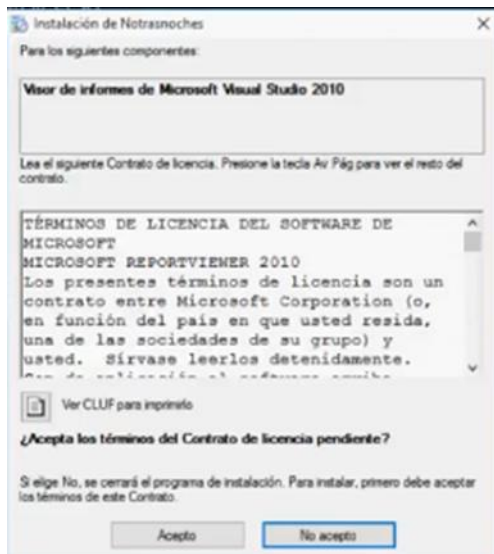 Instalación de Notrasnoches
Para los siguientes componentes:
Visor de informes de Microsoft Visual Studio 2010
Lea el siguiente Contrato de licencia. Presione la tecla Av Pág para ver el resto del
contrato.
TÉRMINOS DE LICENCIA DEL SOFTWARE DE
MICROSOFT
MICROSOFT REPORTVIEWER 2010
Los presentes términos de licencia son un
contrato entre Microsoft Corporation (o,
en función del país en que usted resida,
una de las sociedades de su grupo) y
usted. Sírvase leerlos detenidamente.
Ver CLUF para imprimirlo
¿Acepta los términos del Contrato de licencia pendiente?
Si elige No, se cerrará el programa de instalación. Para instalar, primero debe aceptar
los términos de este Contrato.
Acepto
No acepto